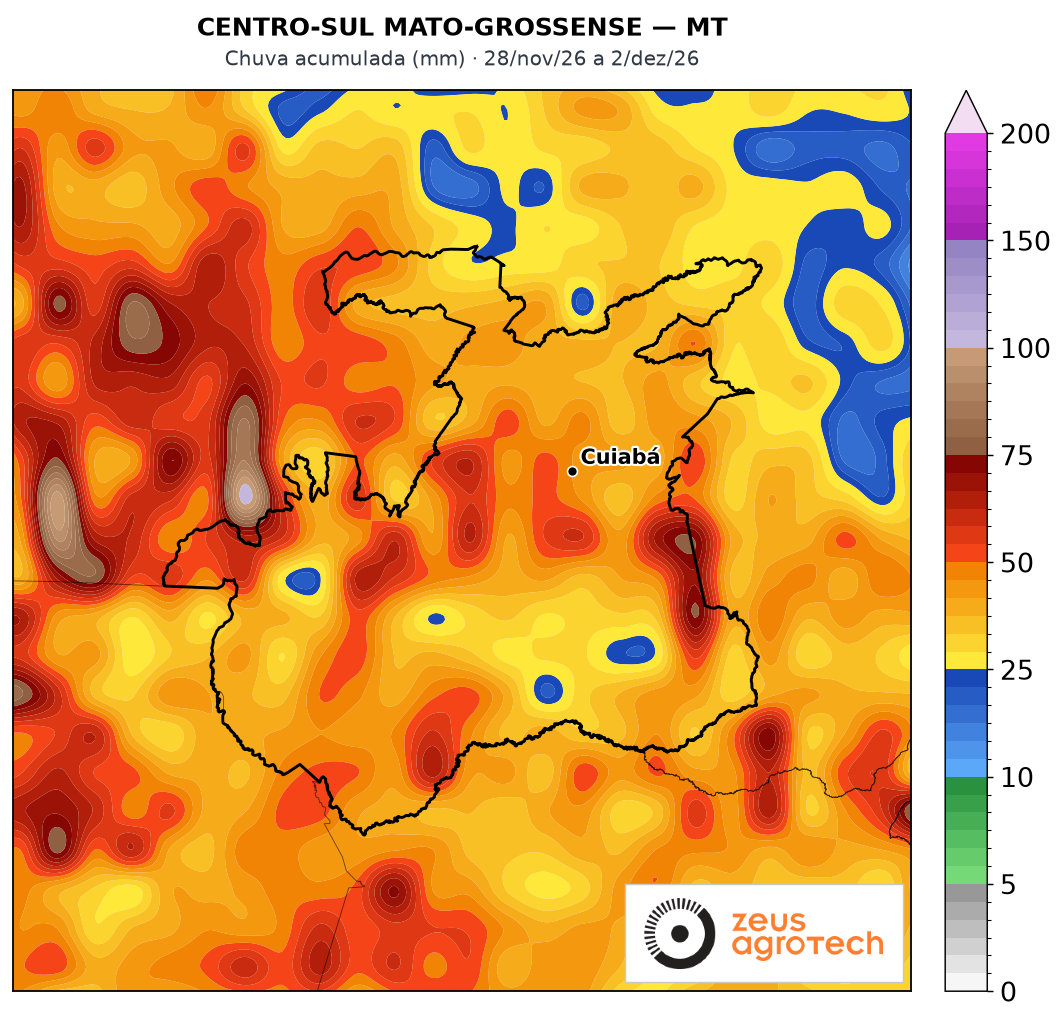 CENTRO-SUL MATO-GROSSENSE — MT
Chuva acumulada (mm) · 28/nov/26 a 2/dez/26
200
150
100
75
50
25
10
5
0
Cuiabá
zeus
agrotech